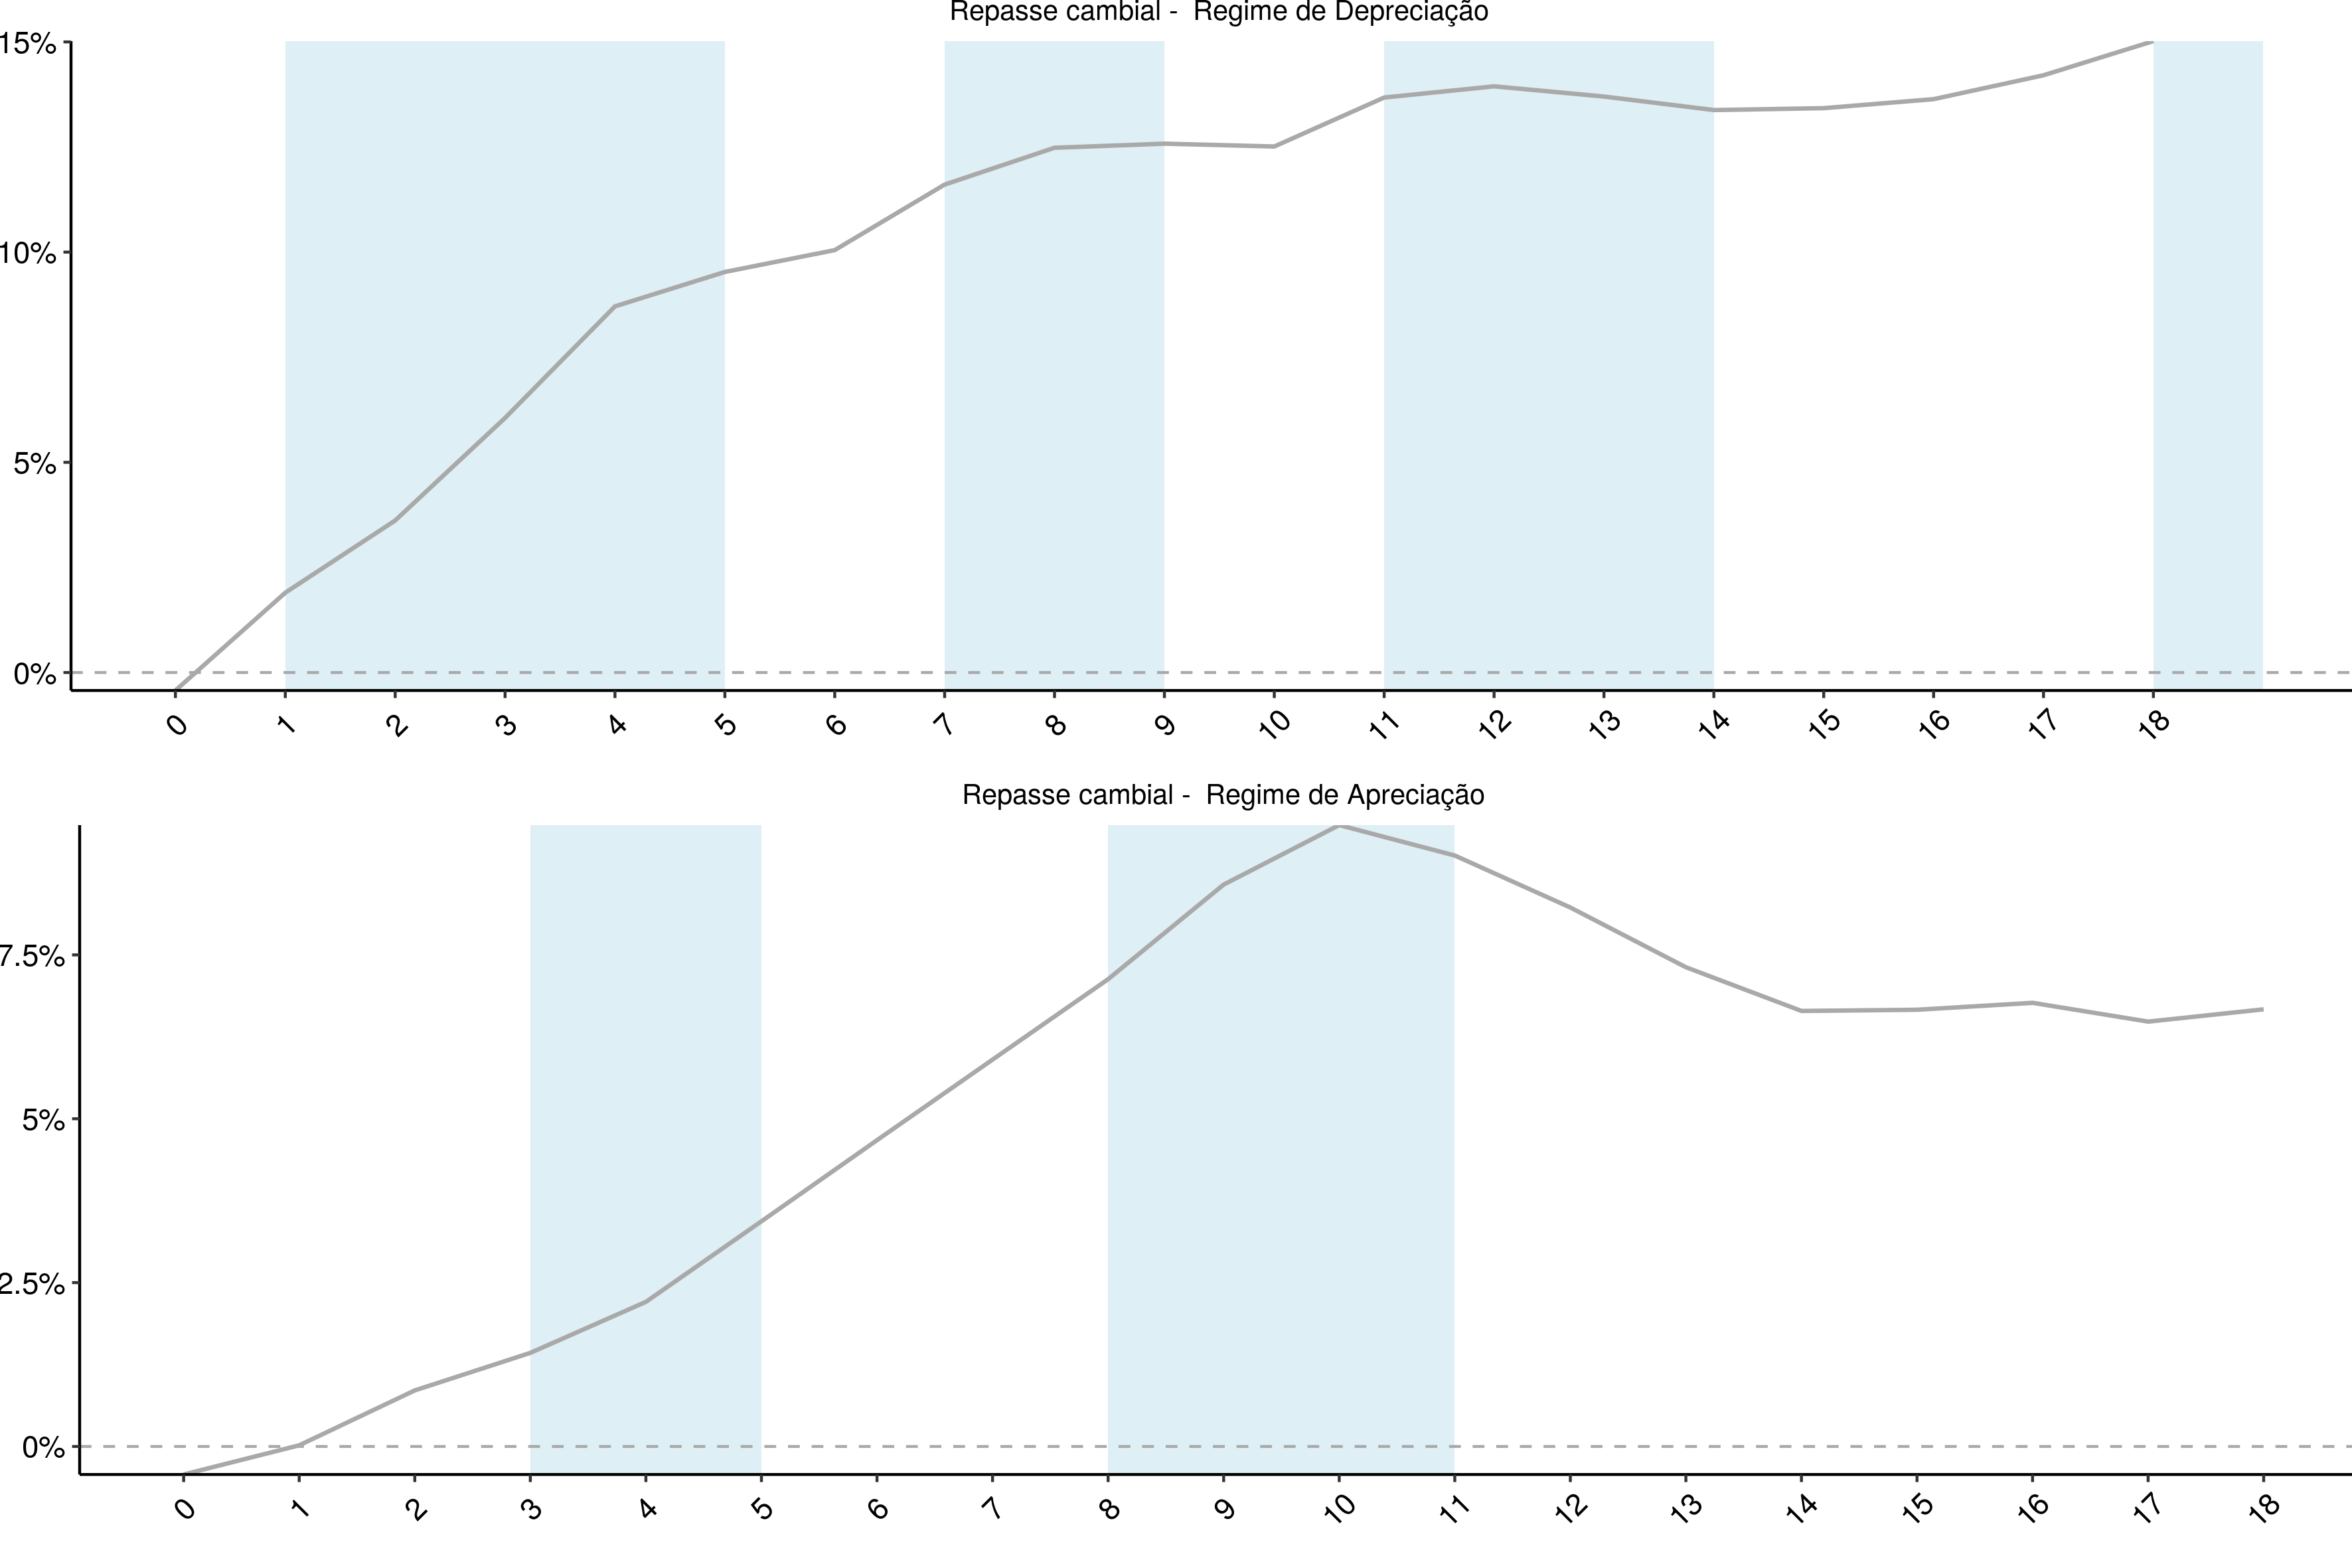 Repasse cambial -  Regime de Depreciação
15%
10%
5%
0%
0 1 2 3 4 5 6 7 8 9 10 11 12 13 14 15 16 17 18
Repasse cambial -  Regime de Apreciação
7.5%
5%
2.5%
0%
0 1 2 3 4 5 6 7 8 9 10 11 12 13 14 15 16 17 18